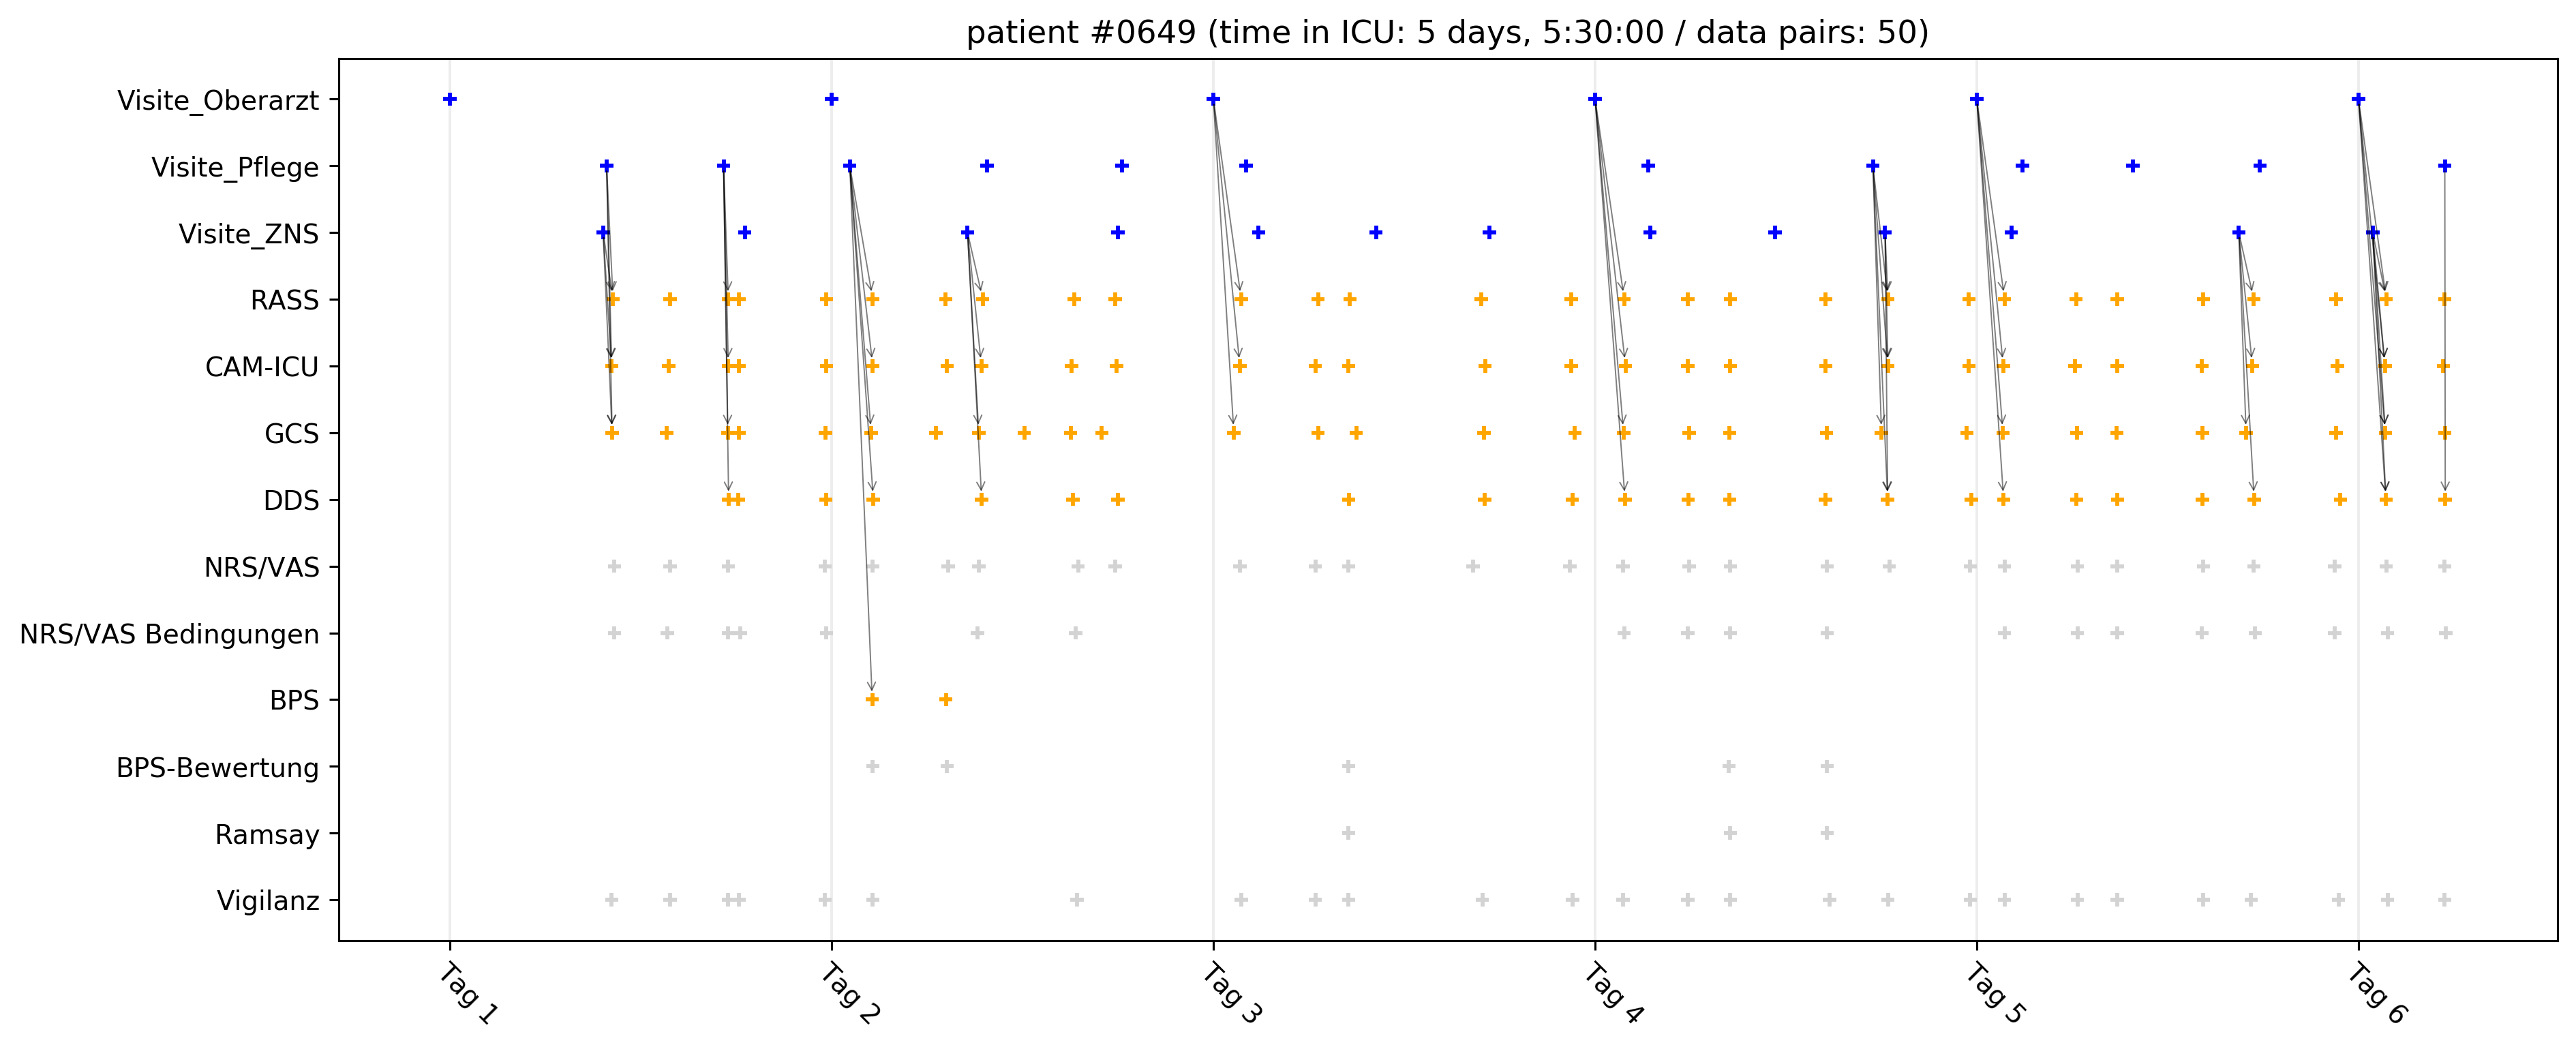 patient #0649 (time in ICU: 5 days, 5:30:00 / data pairs: 50)
Visite_Oberarzt
Visite_Pflege
Visite_ZNS
RASS
CAM-ICU
GCS
DDS
NRS/VAS
NRS/VAS Bedingungen
BPS
BPS-Bewertung
Ramsay
Vigilanz
Tag 1
Tag 2
Tag 3
Tag 4
Tag 5
Tag 6